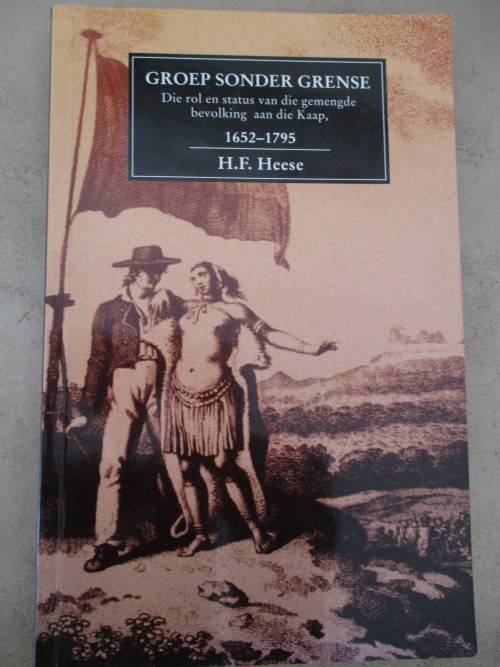 GROEP SONDER GRENSE
Die rol en status van die gemengde
bevolking aan die Kaap,
1652–1795
H.F. Heese